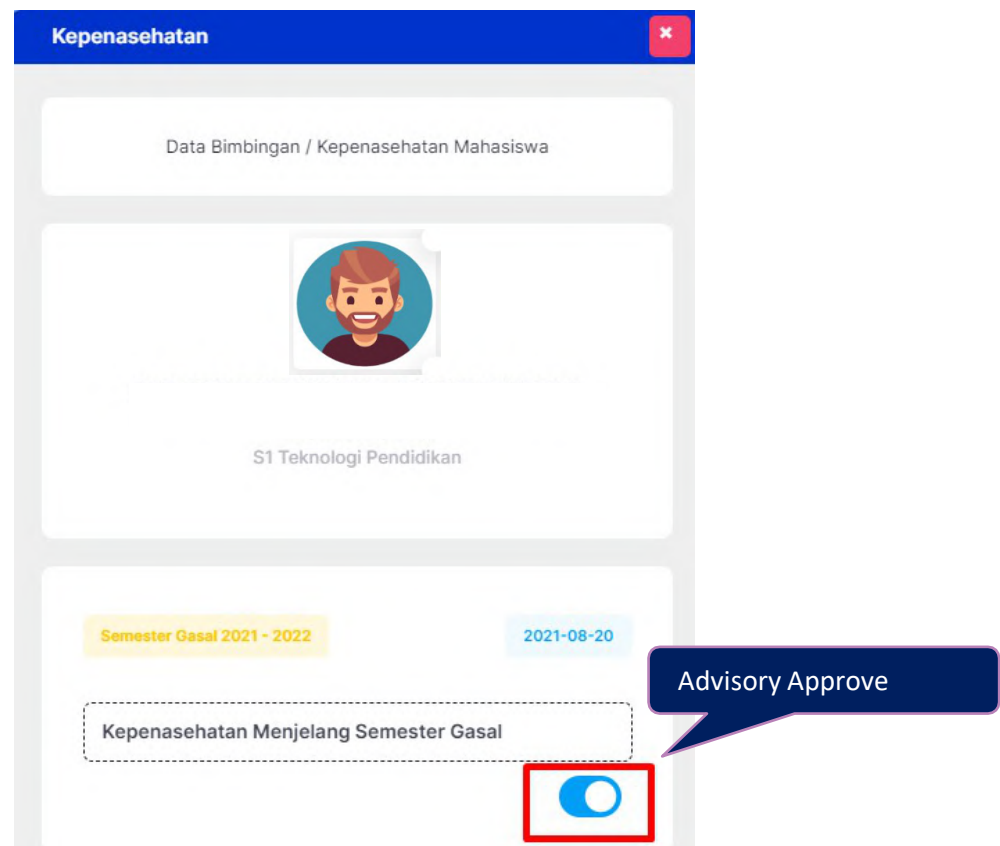 Kepenasehatan
Data Bimbingan / Kepenasehatan Mahasiswa
S1 Teknologi Pendidikan
Semester Gasal 2021 - 2022
2021-08-20
Advisory Approve
Kepenasehatan Menjelang Semester Gasal